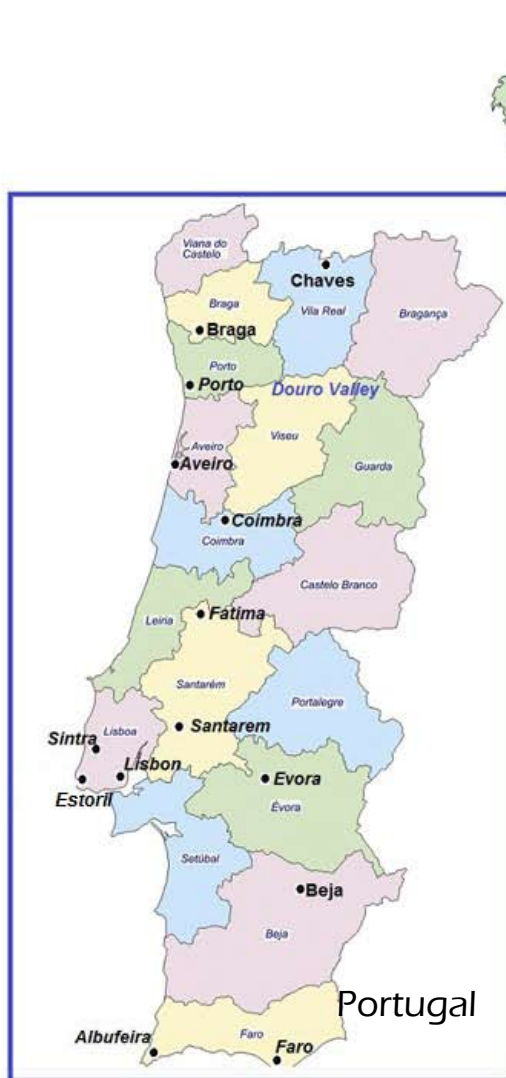 Viana do
Castelo
Chaves
Braga
Vila Real
Bragança
Braga
Porto
Porto
Douro Valley
Viseu
Aveiro
Aveiro
Guarda
Coimbra
Coimbra
Castelo Branco
Fatima
Leiria
Santarém
Portalegre
Santarem
Lisboa
Sintra
Lisbon
Evora
Estoril
Évora
Setúbal
Beja
Beja
Portugal
Albufeira
Faro
Faro